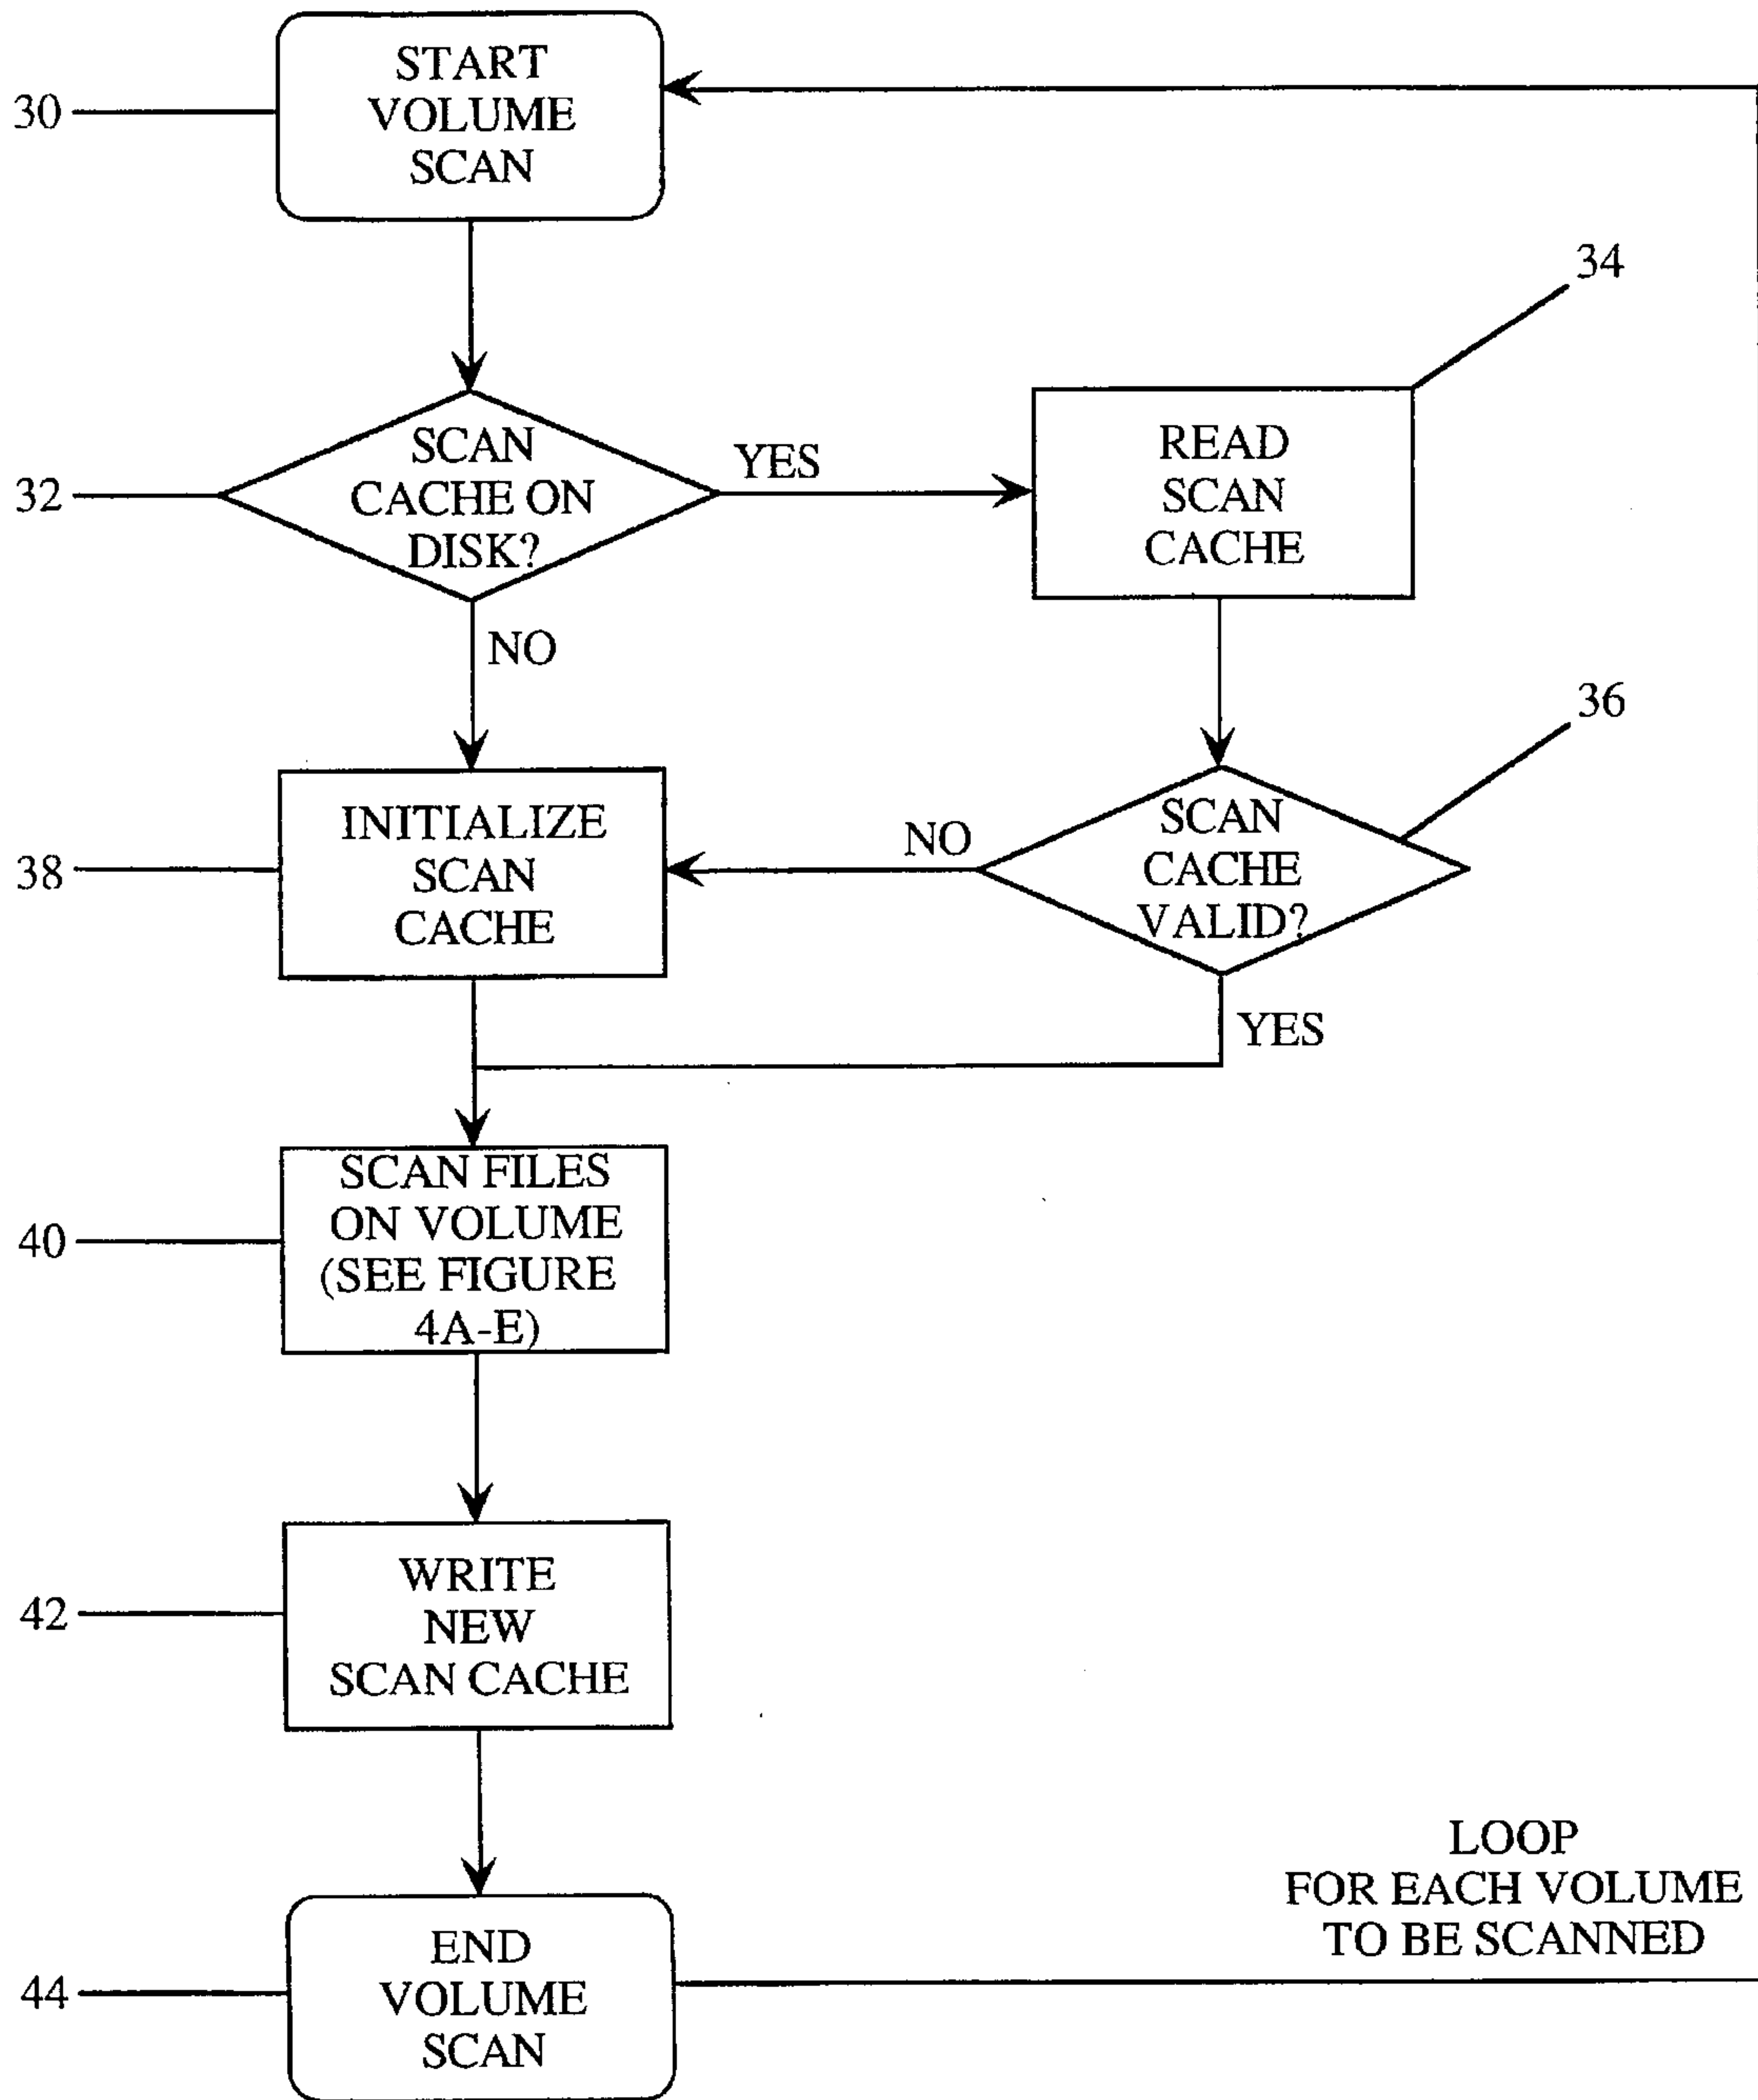 START
VOLUME
SCAN
30
34
SCAN
CACHE ON
DISK?
32
YES
READ
SCAN
CACHE
NO
36
INITIALIZE
SCAN
CACHE
38
NO
SCAN
CACHE
VALID?
YES
SCAN FILES
ON VOLUME
(SEE FIGURE
4A-E)
40
WRITE
NEW
SCAN CACHE
42
LOOP
FOR EACH VOLUME
TO BE SCANNED
END
VOLUME
SCAN
44